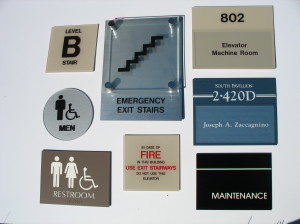 LEVEL
B
STAIR
EMERGENCY
EXIT STAIRS
802
Elevator
Machine Room
MEN
SOUTH PAVILION
2·420D
Joseph A. Zaccagnino
RESTROOM
IN CASE OF
FIRE
IN THIS BUILDING
USE EXIT STAIRWAYS
DO NOT USE THIS
ELEVATOR
MAINTENANCE